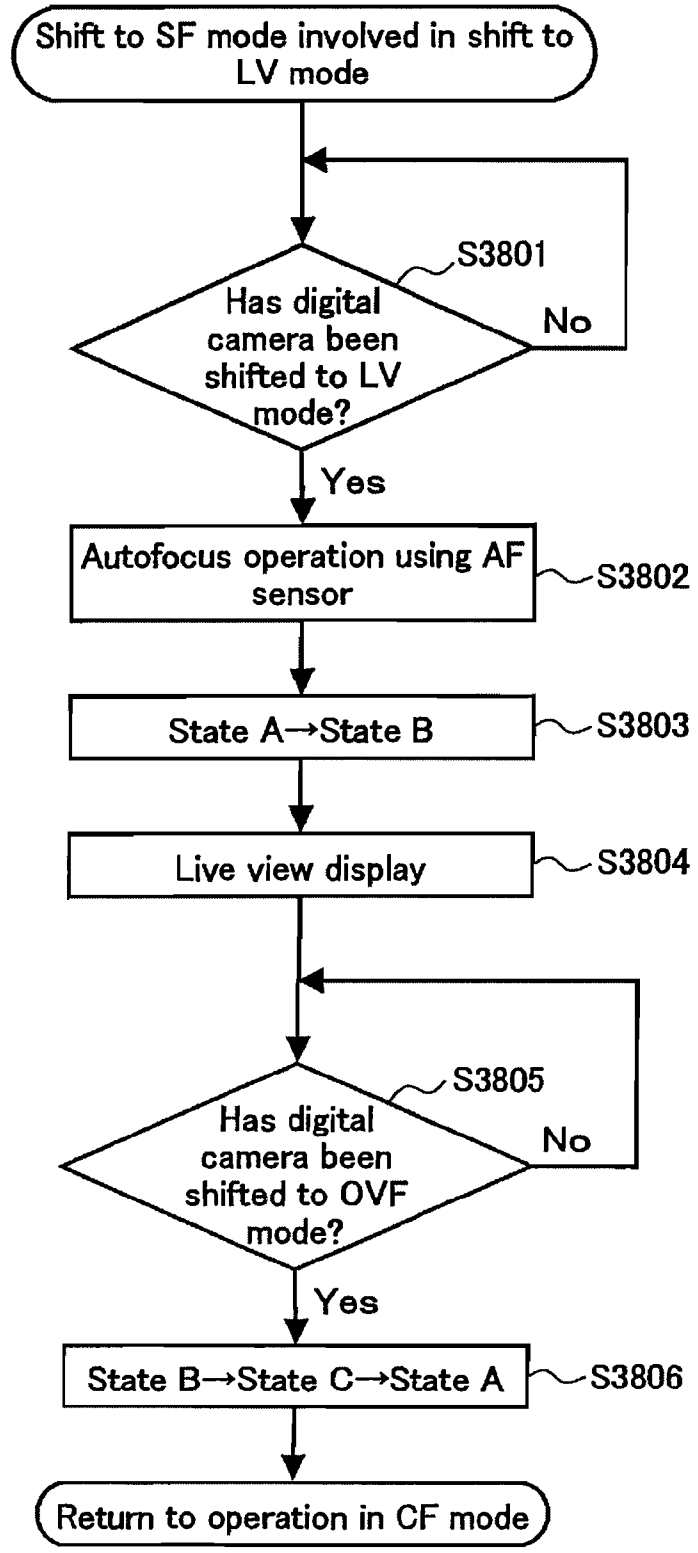 Shift to SF mode involved in shift to
LV mode
S3801
Has digital
camera been
shifted to LV
mode?
No
Yes
Autofocus operation using AF
sensor
S3802
State A→State B
S3803
Live view display
S3804
S3805
Has digital
camera been
shifted to OVF
mode?
No
Yes
State B→State C→State A
S3806
Return to operation in CF mode